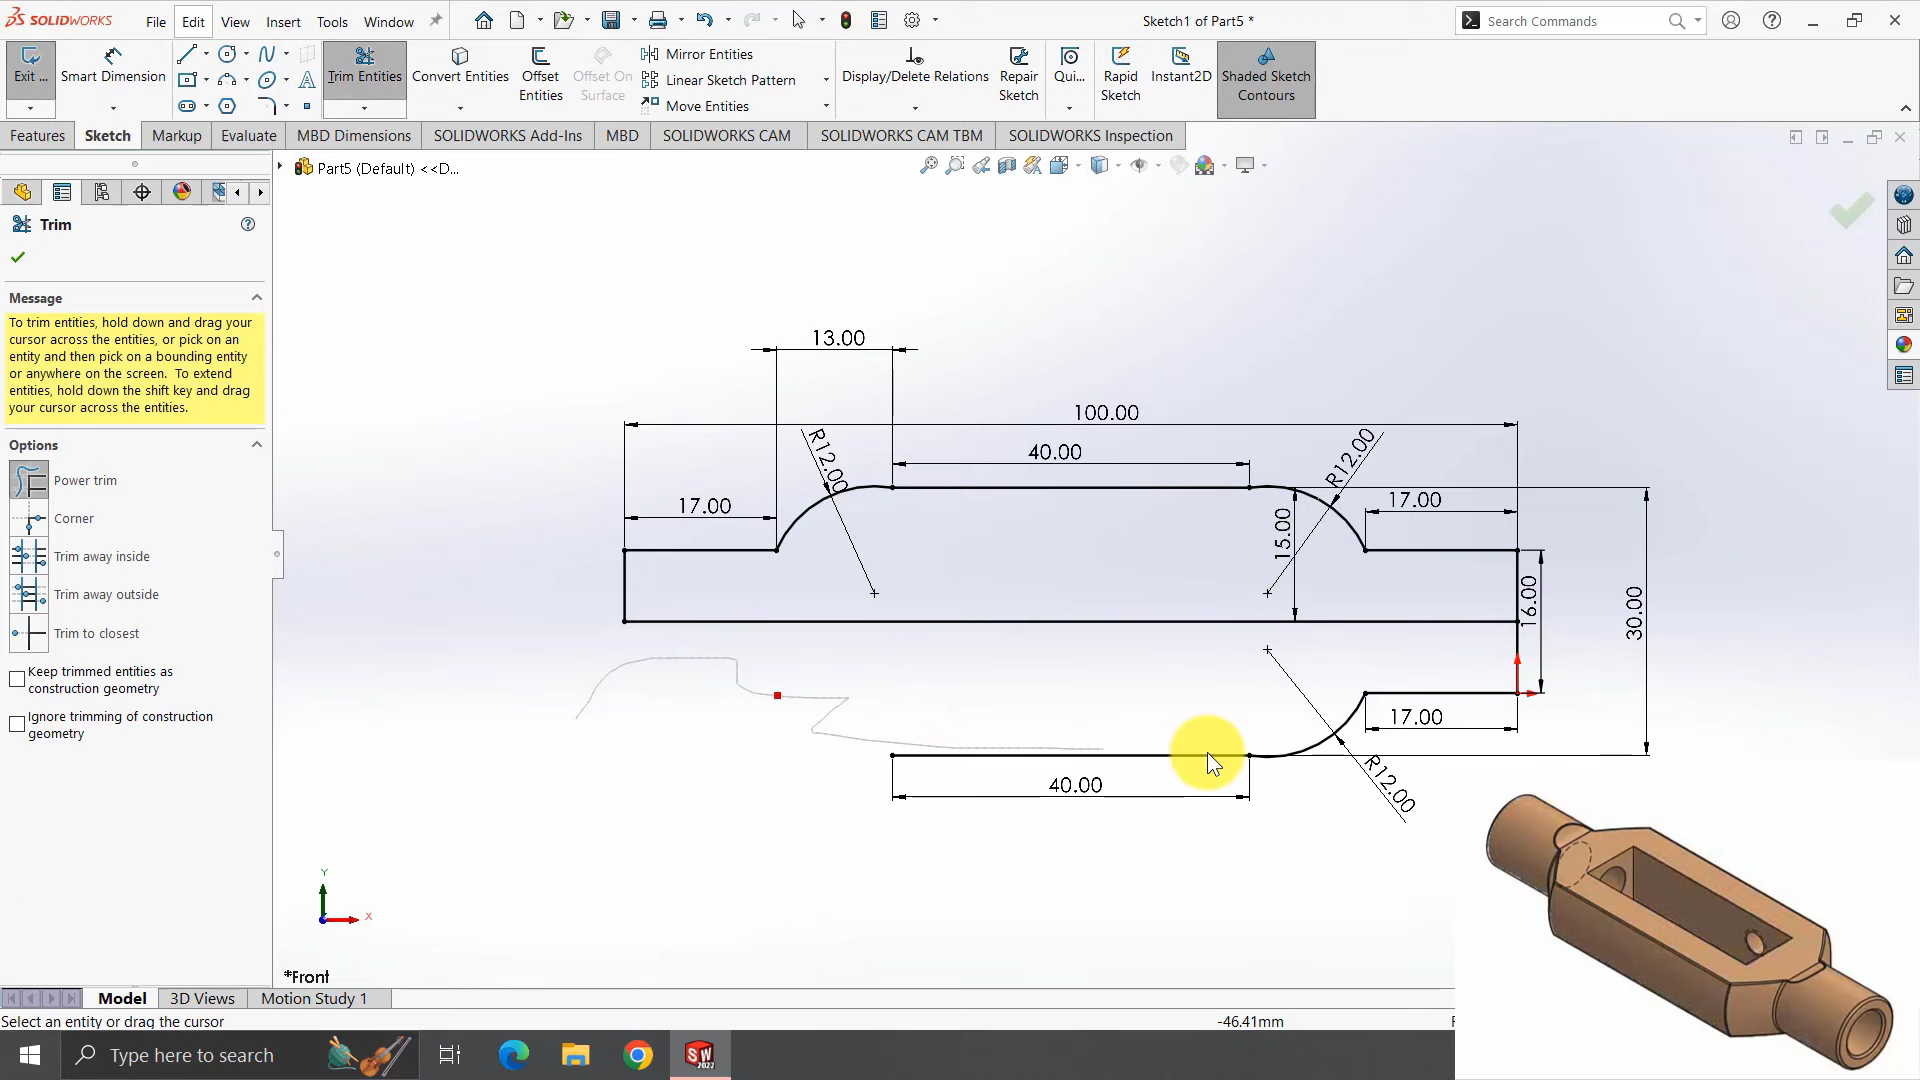 SOLIDWORKS File Edit View Insert Tools Window Sketch1 of Part5 * Search Commands
Exit ... Smart Dimension Trim Entities Convert Entities Offset Entities Offset On Surface Mirror Entities Linear Sketch Pattern Move Entities Display/Delete Relations Repair Sketch Qui... Rapid Sketch Instant2D Shaded Sketch Contours
Features Sketch Markup Evaluate MBD Dimensions SOLIDWORKS Add-Ins MBD SOLIDWORKS CAM SOLIDWORKS CAM TBM SOLIDWORKS Inspection
Part5 (Default) <<D...
Trim
Message
To trim entities, hold down and drag your
cursor across the entities, or pick on an
entity and then pick on a bounding entity
or anywhere on the screen. To extend
entities, hold down the shift key and drag
your cursor across the entities.
Options
Power trim
Corner
Trim away inside
Trim away outside
Trim to closest
Keep trimmed entities as
construction geometry
Ignore trimming of construction
geometry
13.00
100.00
40.00
R12.00
R12.00
17.00
17.00
15.00
16.00
30.00
17.00
40.00
R12.00
Y
X
*Front
Model 3D Views Motion Study 1
Select an entity or drag the cursor -46.41mm
Type here to search
SW
2022